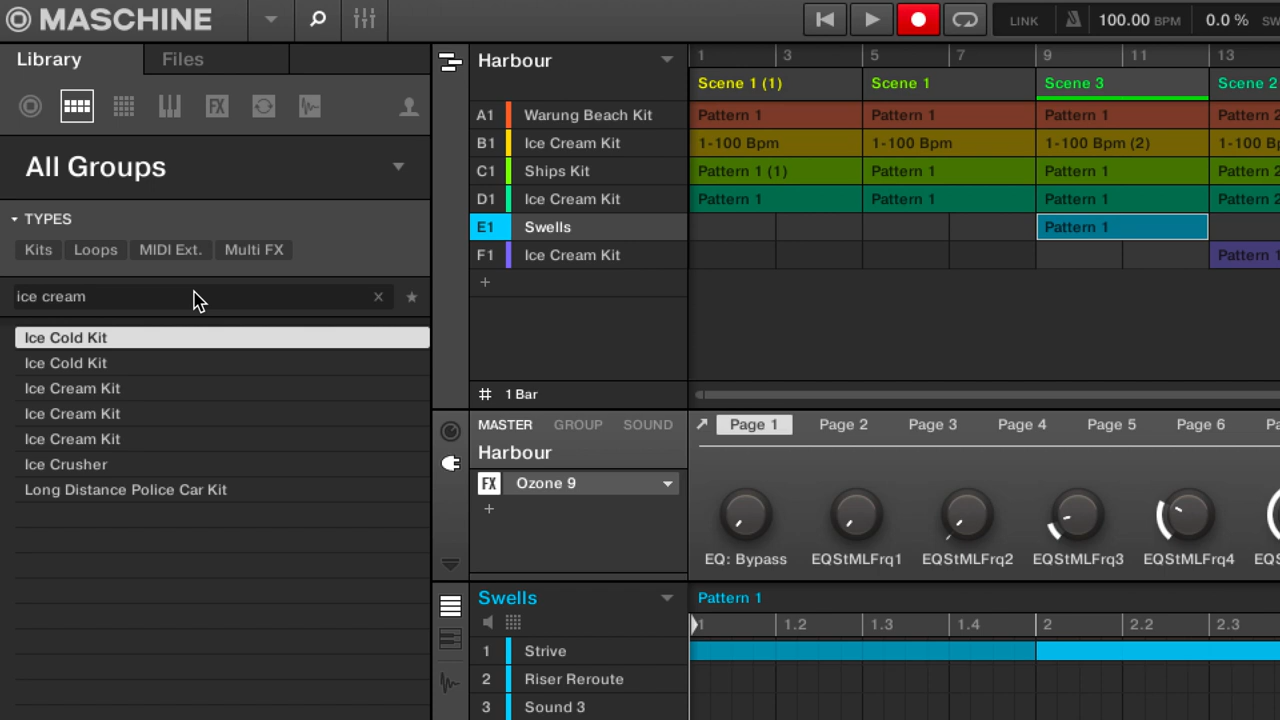 MASCHINE
LINK 100.00 BPM 0.0 %
Library Files
All Groups
TYPES
Kits Loops MIDI Ext. Multi FX
ice cream
Ice Cold Kit
Ice Cold Kit
Ice Cream Kit
Ice Cream Kit
Ice Cream Kit
Ice Crusher
Long Distance Police Car Kit
Harbour 1 3 5 7 9 11 13
Scene 1 (1) Scene 1 Scene 3 Scene 2
A1 Warung Beach Kit Pattern 1 Pattern 1 Pattern 1 Pattern 2
B1 Ice Cream Kit 1-100 Bpm 1-100 Bpm 1-100 Bpm (2) 1-100 B
C1 Ships Kit Pattern 1 (1) Pattern 1 Pattern 1 Pattern 2
D1 Ice Cream Kit Pattern 1 Pattern 1 Pattern 1 Pattern 2
E1 Swells Pattern 1
F1 Ice Cream Kit Pattern 1
+
1 Bar
MASTER GROUP SOUND Page 1 Page 2 Page 3 Page 4 Page 5 Page 6 Pa
Harbour
FX Ozone 9
+
EQ: Bypass EQStMLFrq1 EQStMLFrq2 EQStMLFrq3 EQStMLFrq4 EQS
Swells Pattern 1
1 1.2 1.3 1.4 2 2.2 2.3
1 Strive
2 Riser Reroute
3 Sound 3